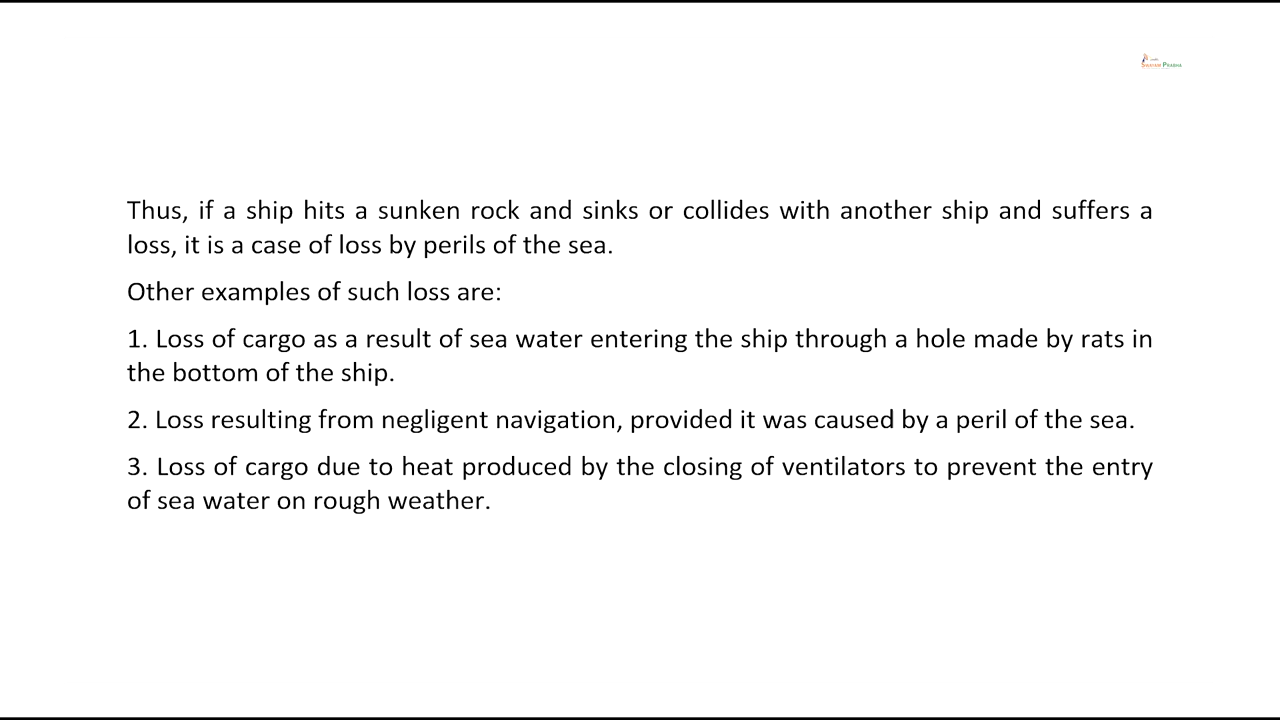 SWAYAM PRABHA
Thus, if a ship hits a sunken rock and sinks or collides with another ship and suffers a
loss, it is a case of loss by perils of the sea.
Other examples of such loss are:
1. Loss of cargo as a result of sea water entering the ship through a hole made by rats in
the bottom of the ship.
2. Loss resulting from negligent navigation, provided it was caused by a peril of the sea.
3. Loss of cargo due to heat produced by the closing of ventilators to prevent the entry
of sea water on rough weather.